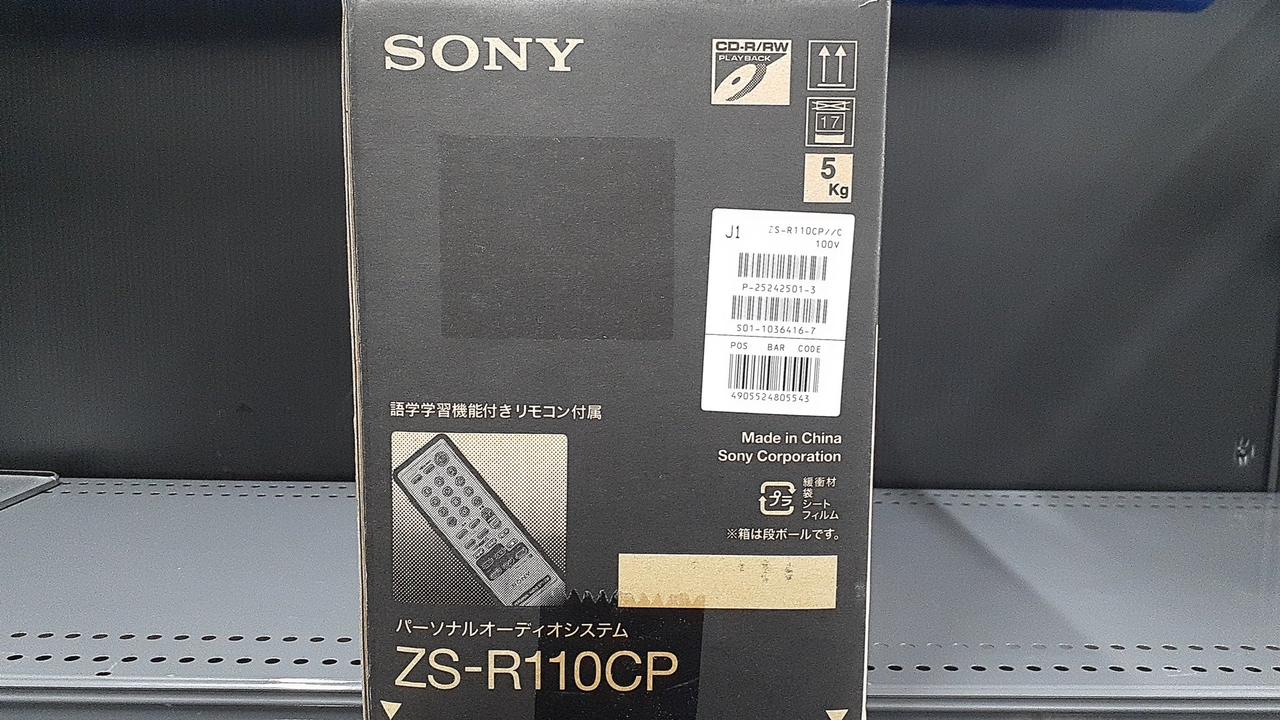 SONY
CD-R/RW
PLAYBACK
17
5
Kg
J1 ZS-R110CP//C
100V
P-25242501-3
S01-1036416-7
POS BAR CODE
4905524805543
語学学習機能付きリモコン付属
Made in China
Sony Corporation
プラ
緩衝材
袋
シート
フィルム
※箱は段ボールです。
SONY
パーソナルオーディオシステム
ZS-R110CP